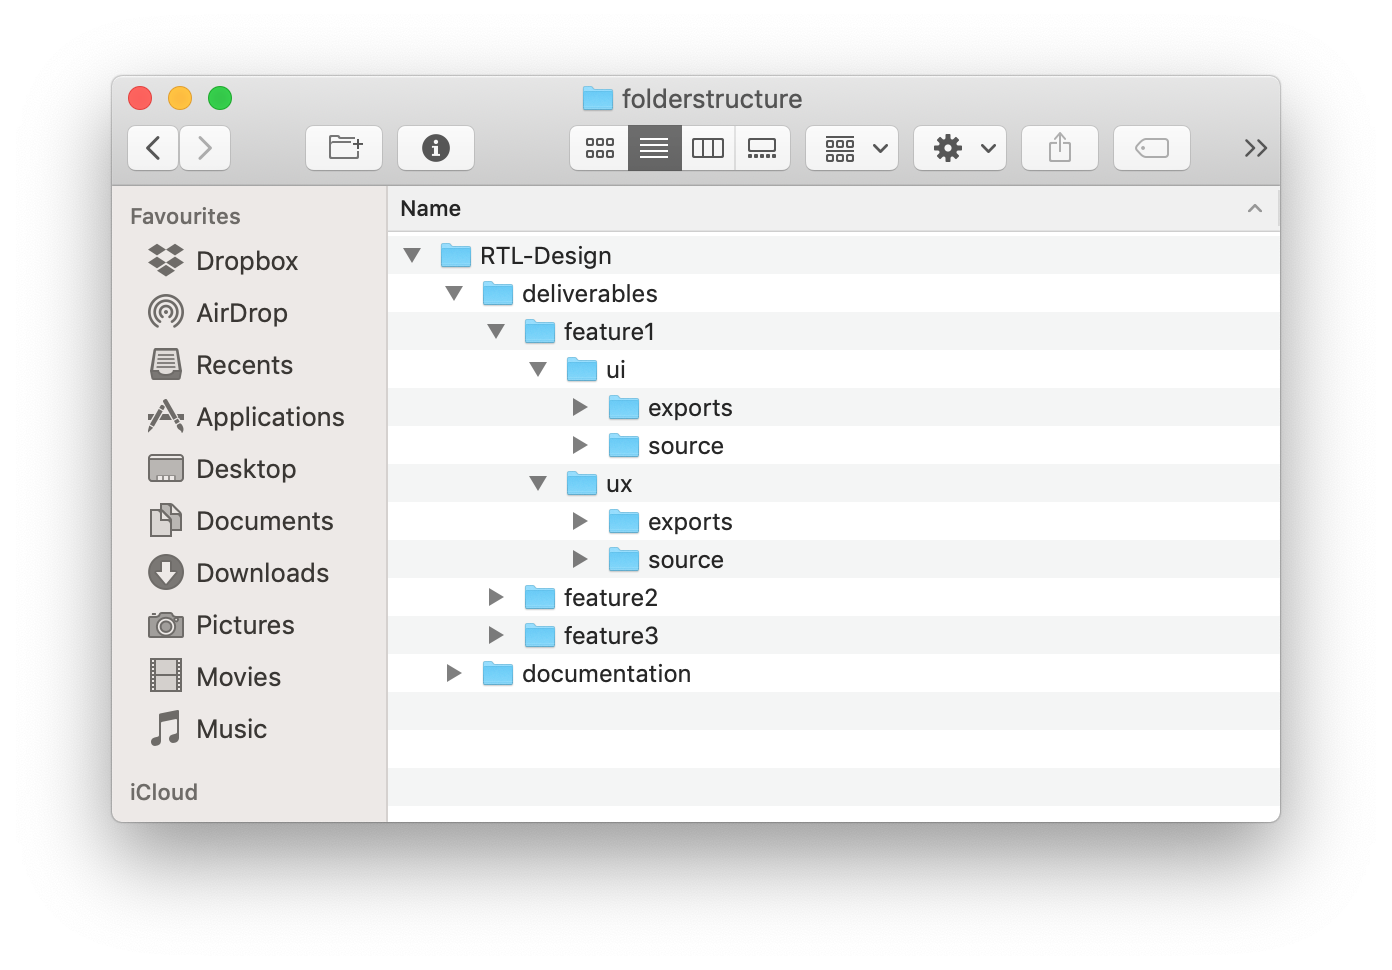 folderstructure
Favourites
Dropbox
AirDrop
Recents
Applications
Desktop
Documents
Downloads
Pictures
Movies
Music
iCloud
Name
RTL-Design
deliverables
feature1
ui
exports
source
ux
exports
source
feature2
feature3
documentation